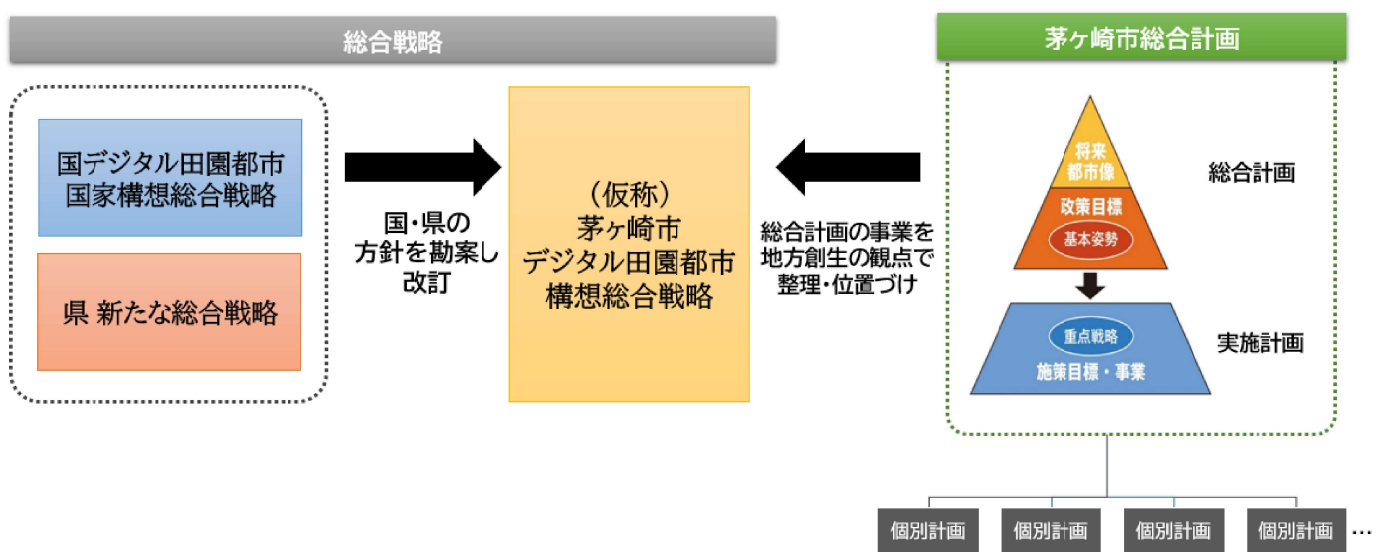 総合戦略
国デジタル田園都市
国家構想総合戦略
県 新たな総合戦略
国・県の
方針を勘案し
改訂
（仮称）
茅ヶ崎市
デジタル田園都市
構想総合戦略
総合計画の事業を
地方創生の観点で
整理・位置づけ
茅ヶ崎市総合計画
将来
都市像
政策目標
基本姿勢
総合計画
重点戦略
施策目標・事業
実施計画
個別計画
個別計画
個別計画
個別計画
…